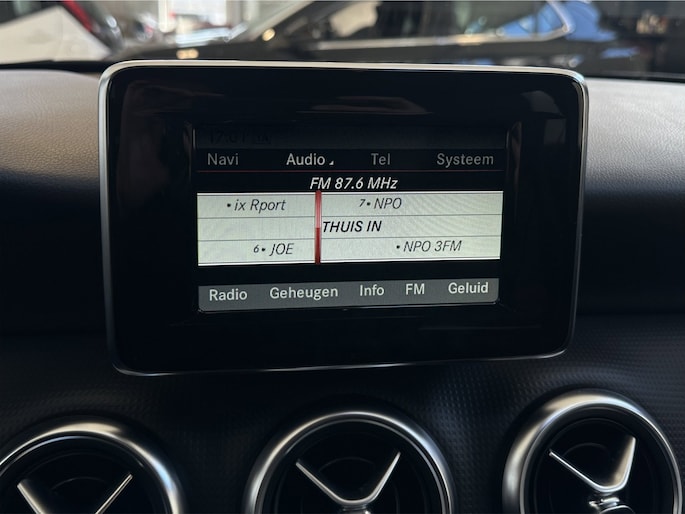 Navi Audio Tel Systeem
FM 87.6 MHz
• ix Rport 7• NPO
THUIS IN
6• JOE • NPO 3FM
Radio Geheugen Info FM Geluid